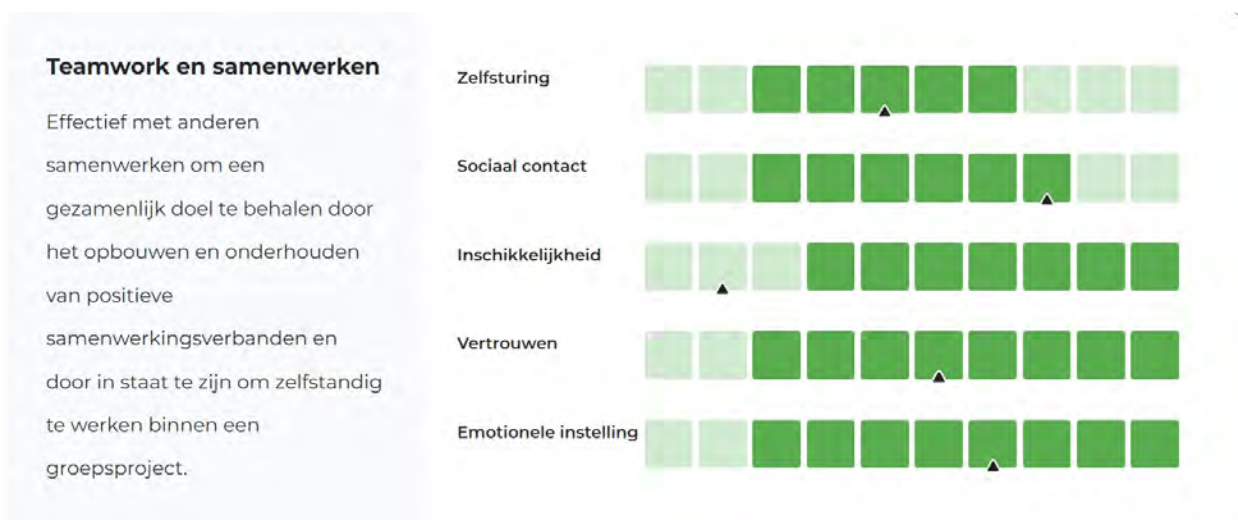 Teamwork en samenwerken
Effectief met anderen
samenwerken om een
gezamenlijk doel te behalen door
het opbouwen en onderhouden
van positieve
samenwerkingsverbanden en
door in staat te zijn om zelfstandig
te werken binnen een
groepsproject.
Zelfsturing
Sociaal contact
Inschikkelijkheid
Vertrouwen
Emotionele instelling